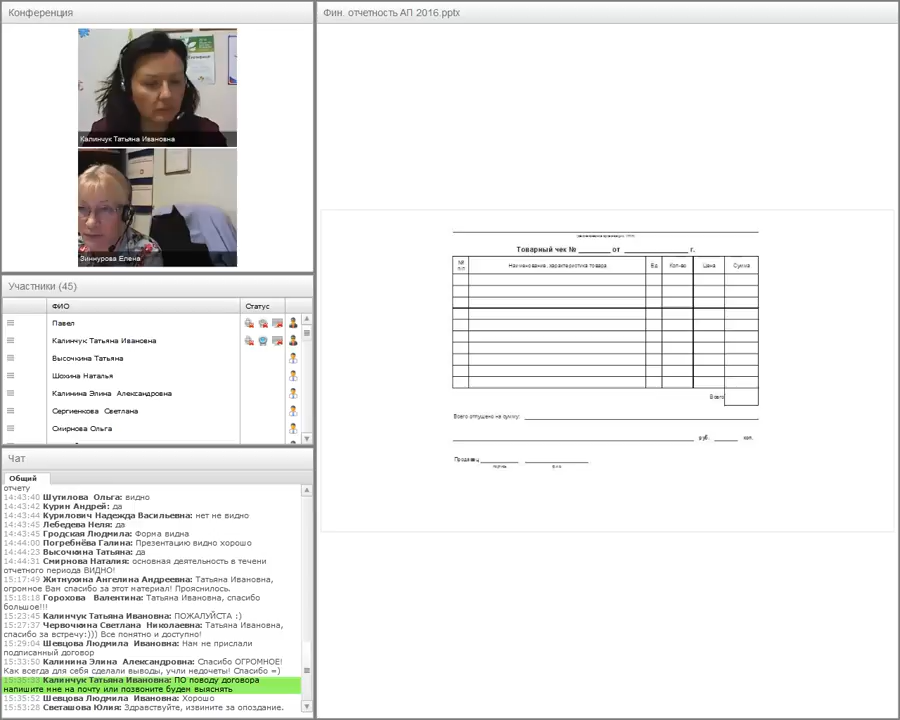 Конференция
Калинчук Татьяна Ивановна
Зиннурова Елена
Участники (45)
ФИО
Статус
Павел
Калинчук Татьяна Ивановна
Высочкина Татьяна
Шохина Наталья
Калинина Элина Александровна
Сергиенкова Светлана
Смирнова Ольга
Чат
Общий
отчету
14:43:40 Шутилова Ольга: видно
14:43:42 Курин Андрей: да
14:43:44 Курилович Надежда Васильевна: нет не видно
14:43:45 Лебедева Неля: да
14:43:45 Гродская Людмила: Форма видна
14:44:00 Погребнёва Галина: Презентацию видно хорошо
14:44:23 Высочкина Татьяна: да
14:44:31 Смирнова Наталия: основная деятельность в течени
отчетного периода ВИДНО!
15:17:49 Житнухина Ангелина Андреевна: Татьяна Ивановна,
огромное Вам спасибо за этот материал! Прояснилось.
15:18:18 Горохова Валентина: Татьяна Ивановна, спасибо
большое!!!
15:23:45 Калинчук Татьяна Ивановна: ПОЖАЛУЙСТА :)
15:27:37 Червочкина Светлана Николаевна: Татьяна Ивановна,
спасибо за встречу:))) Все понятно и доступно!
15:29:04 Шевцова Людмила Ивановна: Нам не прислали
подписанный договор
15:33:50 Калинина Элина Александровна: Спасибо ОГРОМНОЕ!
Как всегда для себя сделали выводы, учли недочеты! Спасибо =)
15:35:33 Калинчук Татьяна Ивановна: ПО поводу договора
напишите мне на почту или позвоните будем выяснять
15:35:52 Шевцова Людмила Ивановна: Хорошо
15:53:28 Светашова Юлия: Здравствуйте, извините за опоздание.
Фин. отчетность АП 2016.pptx
Товарный чек № от г.
№ п/п Наименование, характеристика товара Ед. Кол-во Цена Сумма
Всего
Всего отпущено на сумму:
руб. коп.
Продавец